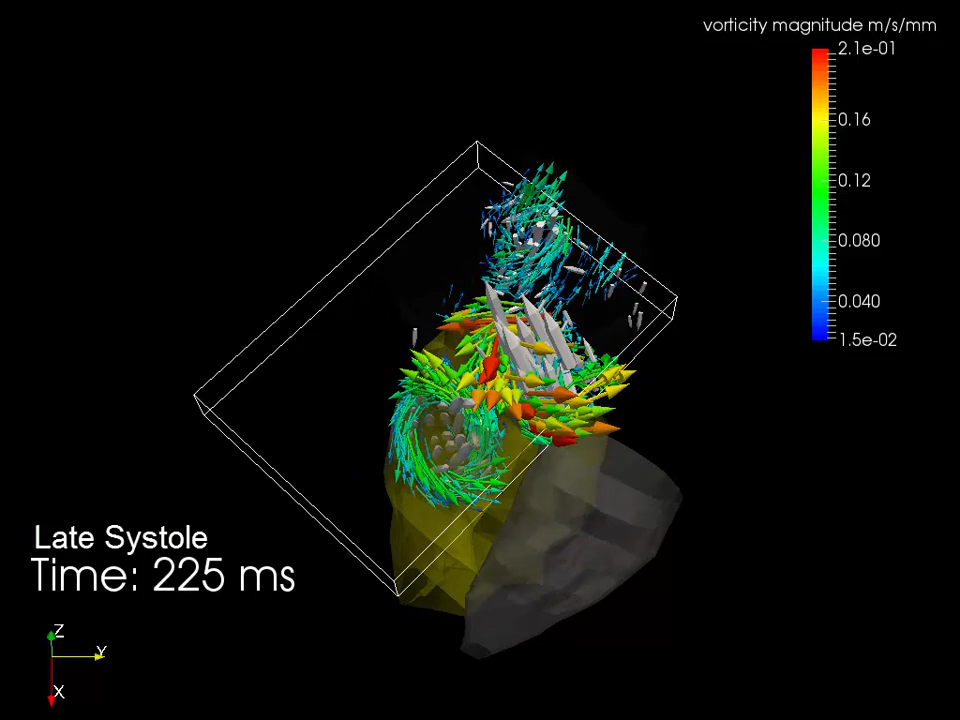 vorticity magnitude m/s/mm
2.1e-01
0.16
0.12
0.080
0.040
1.5e-02
Late Systole
Time: 225 ms
Z
Y
X